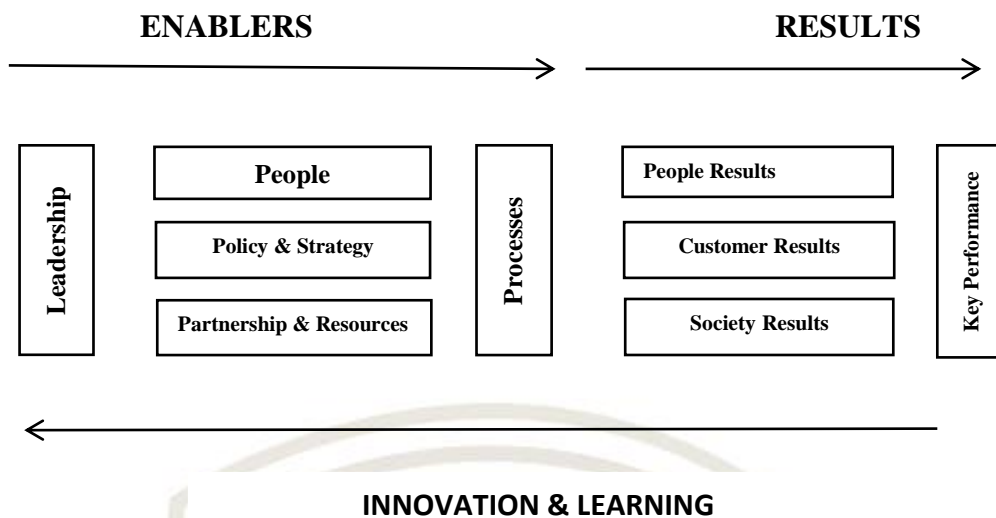 ENABLERS
RESULTS
Leadership
People
Policy & Strategy
Partnership & Resources
Processes
People Results
Customer Results
Society Results
Key Performance
INNOVATION & LEARNING